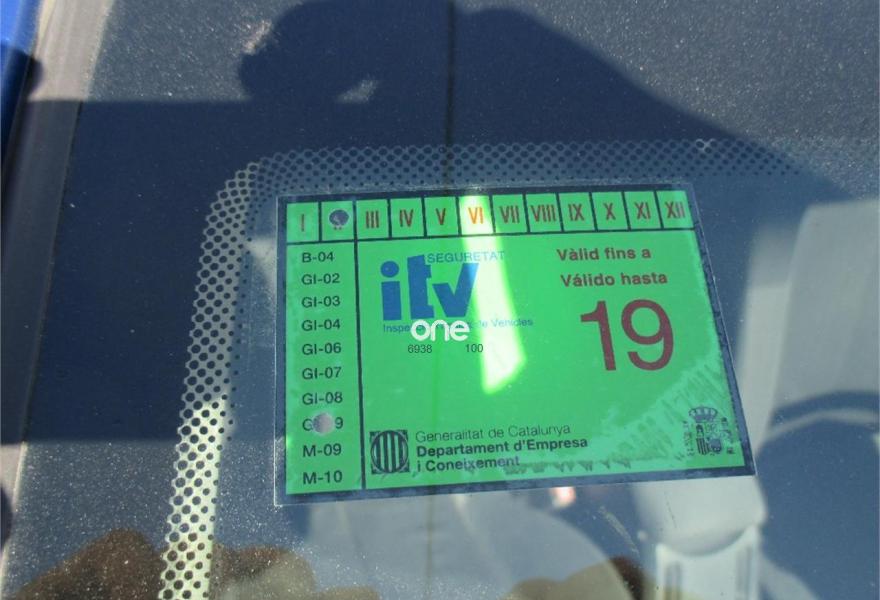 I III IV V VI VII VIII IX X XI XII
B-04
GI-02
GI-03
GI-04
GI-06
GI-07
GI-08
M-09
M-10
SEGURETAT
itv
de Vehicles
one
6938 100
Vàlid fins a
Válido hasta
19
Generalitat de Catalunya
Departament d'Empresa
i Coneixement